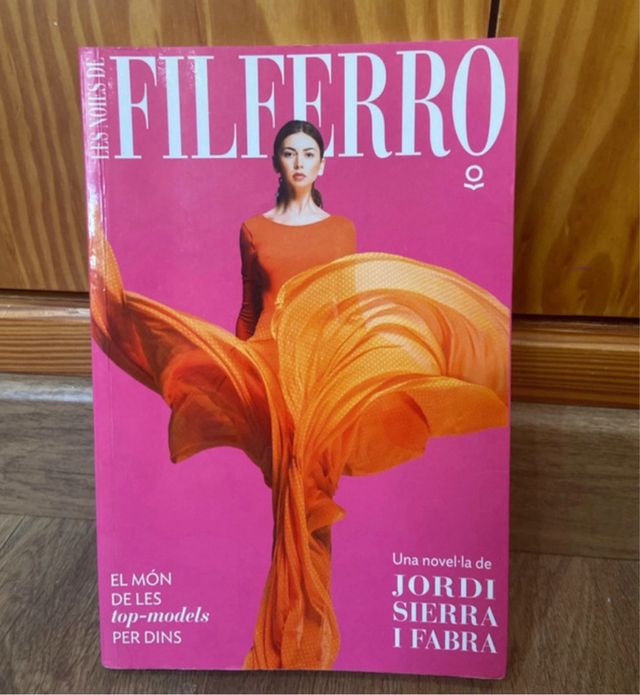 LES NOIES DE
FILFERRO
EL MÓN
DE LES
top-models
PER DINS
Una novel·la de
JORDI
SIERRA
I FABRA